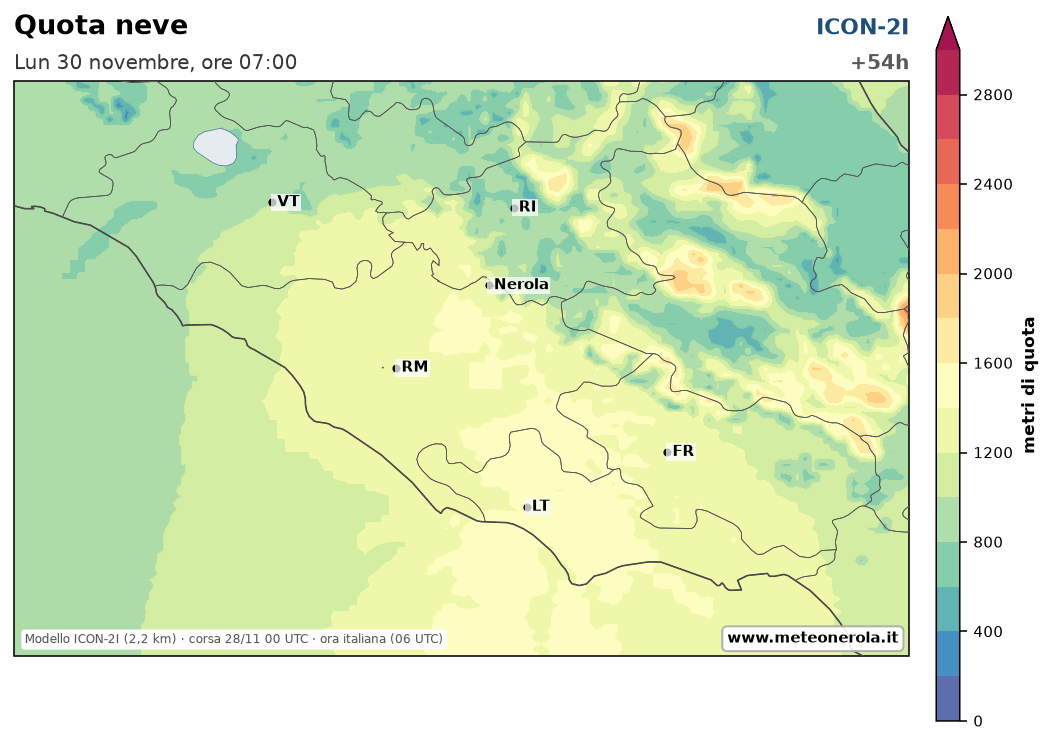 Quota neve
ICON-2I
Lun 30 novembre, ore 07:00
+54h
VT
RI
Nerola
RM
FR
LT
2800
2400
2000
1600
1200
800
400
0
metri di quota
Modello ICON-2I (2,2 km) · corsa 28/11 00 UTC · ora italiana (06 UTC)
www.meteonerola.it